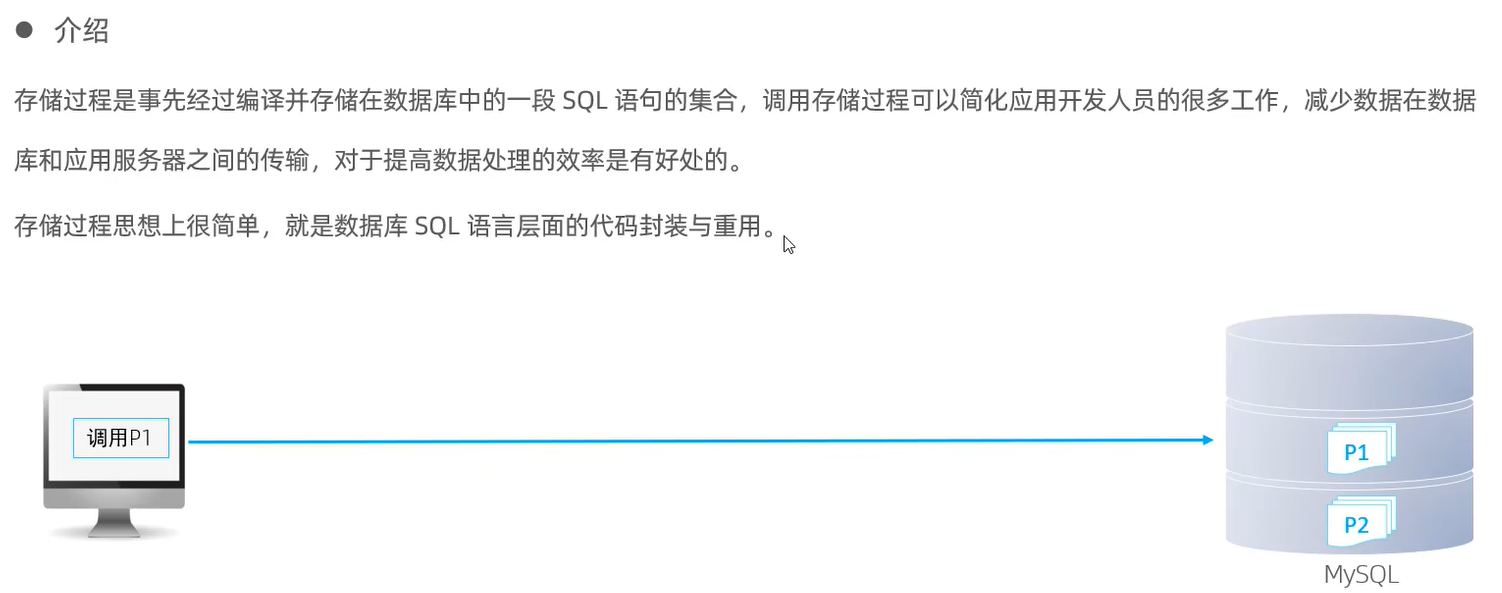 介绍
存储过程是事先经过编译并存储在数据库中的一段 SQL 语句的集合，调用存储过程可以简化应用开发人员的很多工作，减少数据在数据
库和应用服务器之间的传输，对于提高数据处理的效率是有好处的。
存储过程思想上很简单，就是数据库 SQL 语言层面的代码封装与重用。
调用P1
P1
P2
MySQL